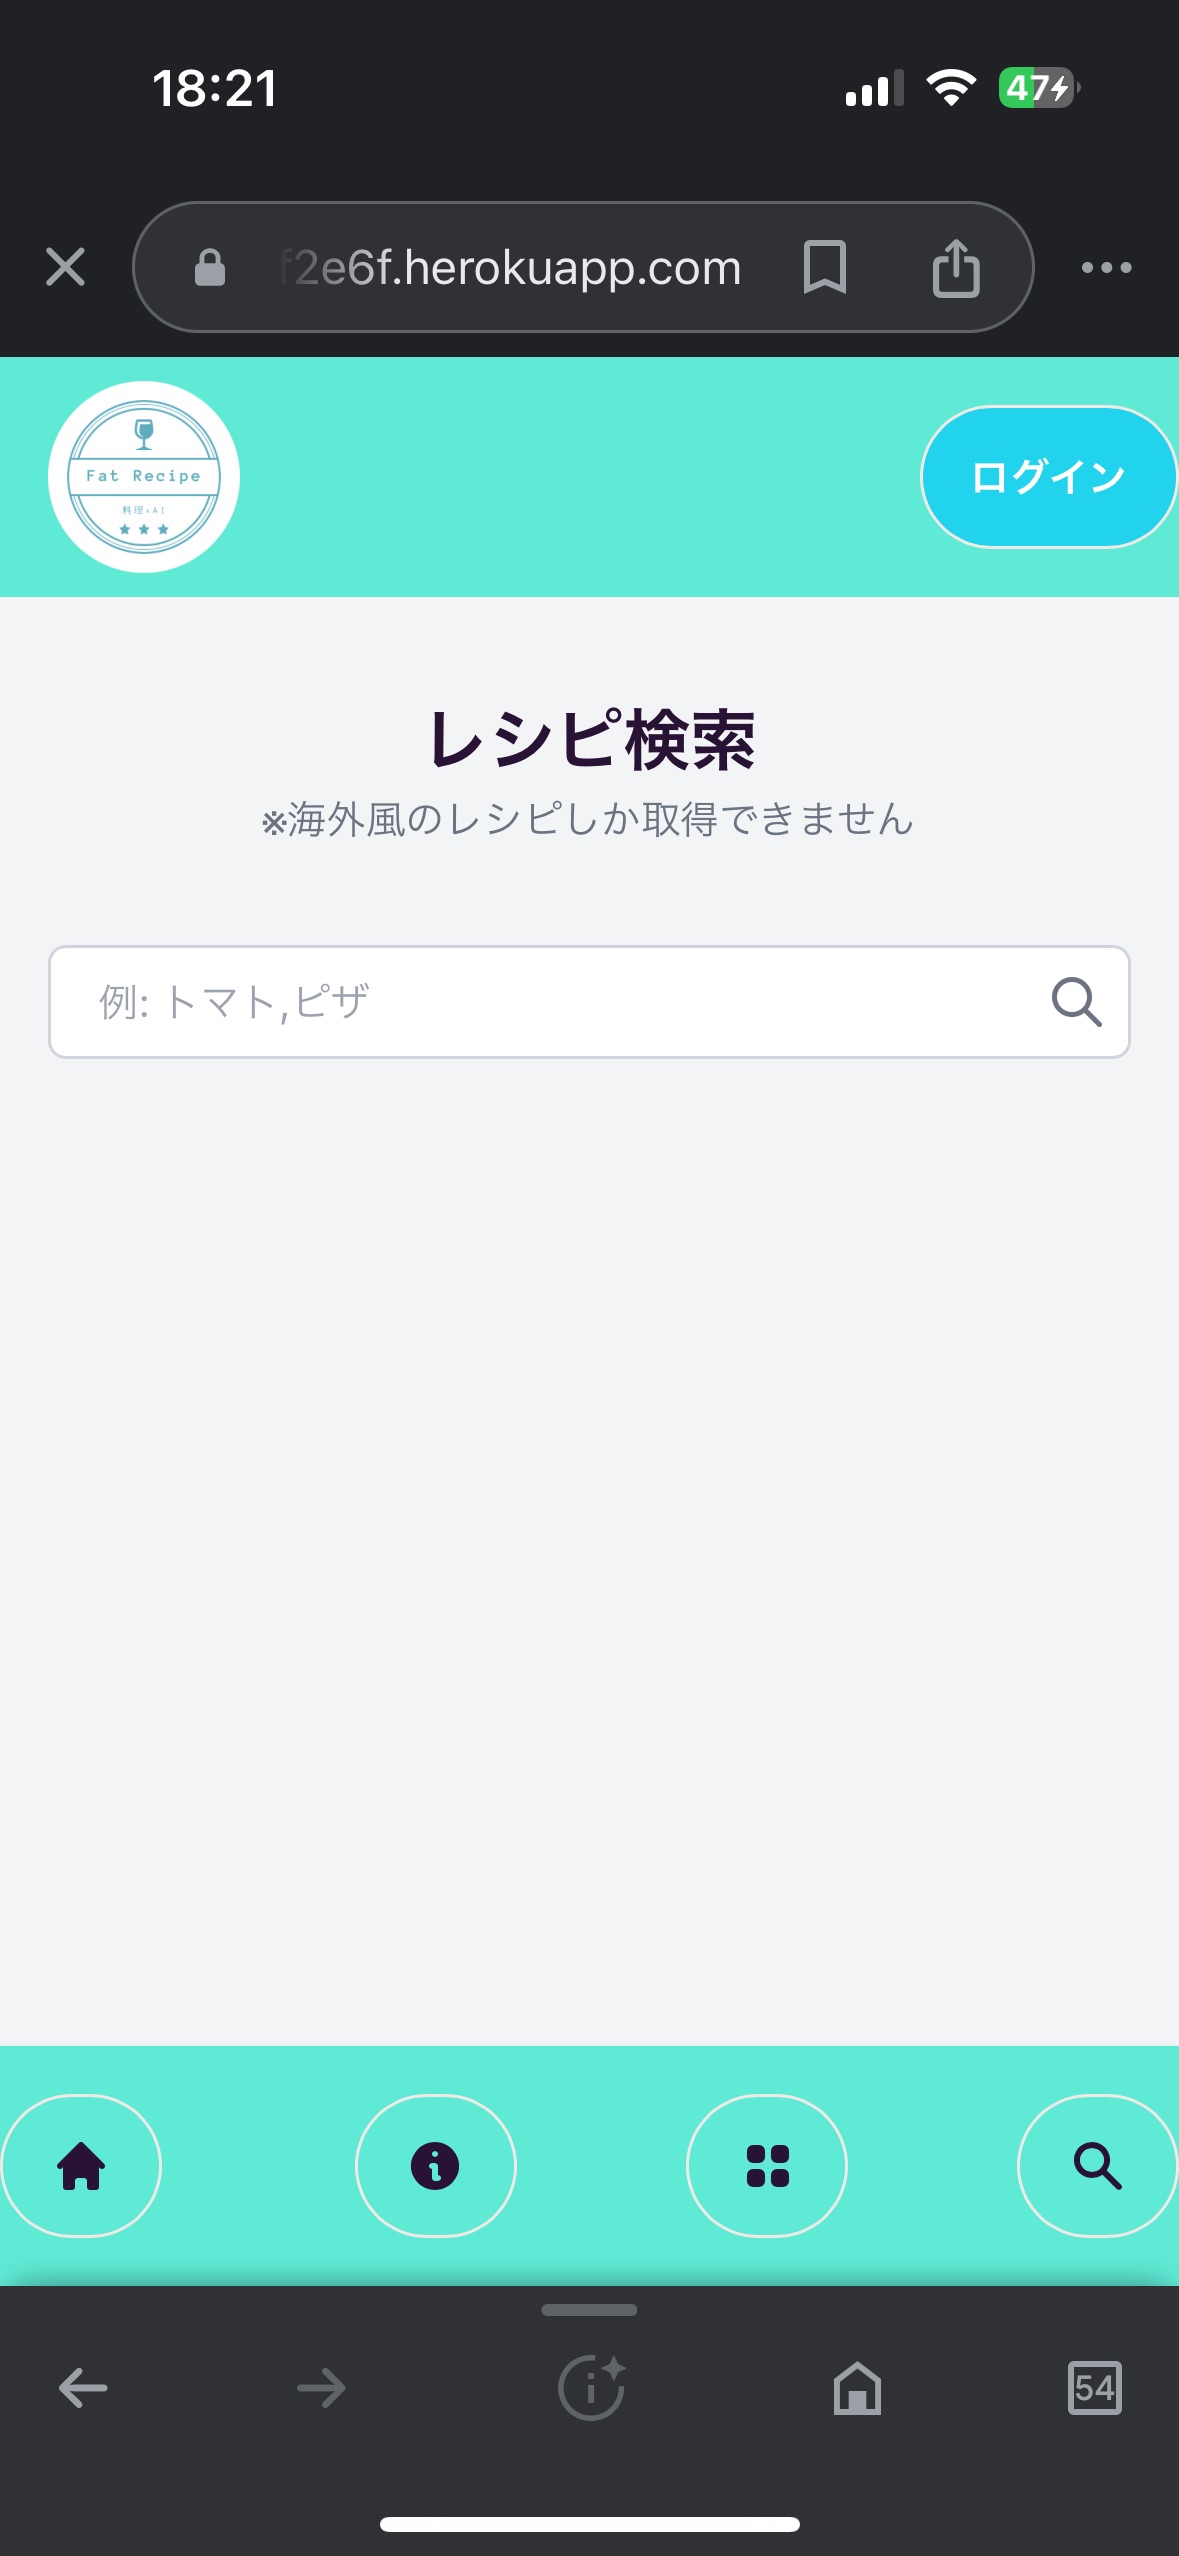 18:21
47
f2e6f.herokuapp.com
Fat Recipe
料理×AI
ログイン
レシピ検索
※海外風のレシピしか取得できません
例: トマト,ピザ
54